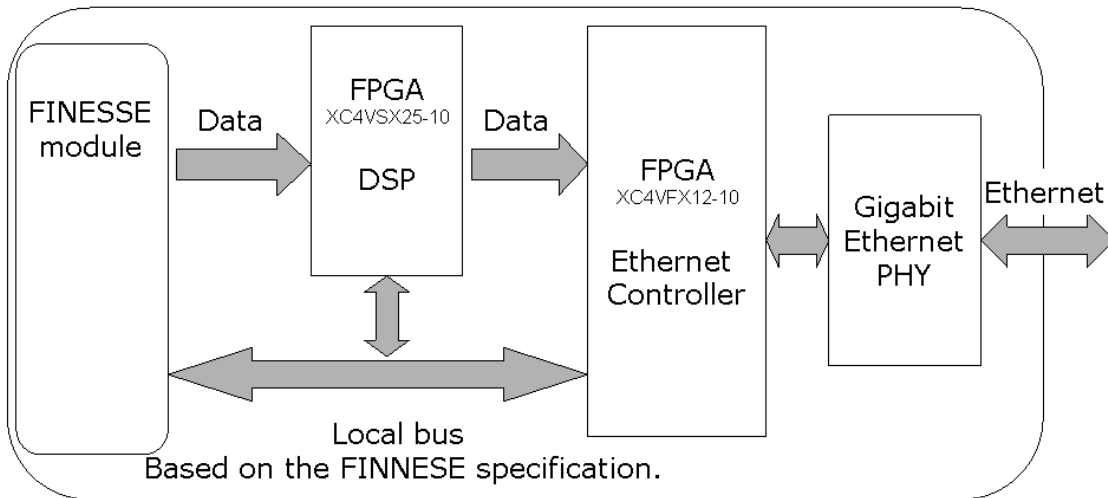 FINESSE
module
Data
FPGA
XC4VSX25-10
DSP
Data
FPGA
XC4VFX12-10
Ethernet
Controller
Gigabit
Ethernet
PHY
Ethernet
Local bus
Based on the FINNESE specification.